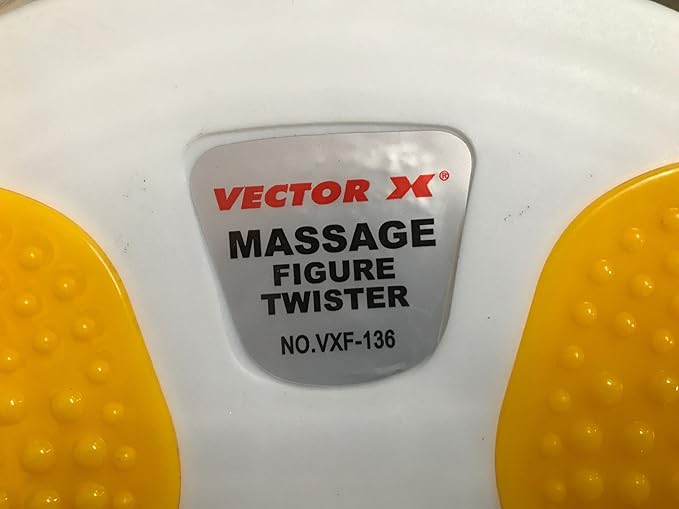 VECTOR X®
MASSAGE
FIGURE
TWISTER
NO.VXF-136